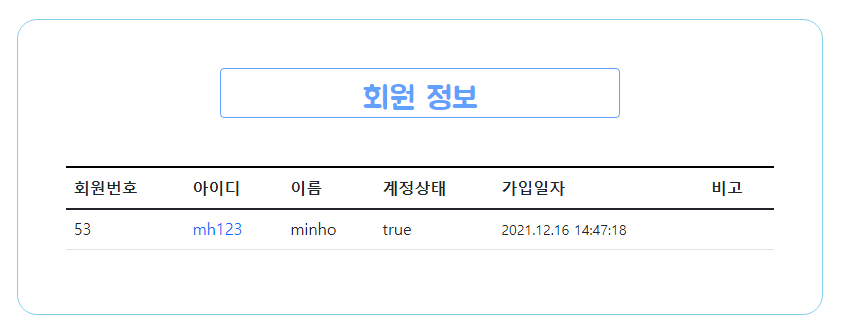 회원 정보
회원번호 아이디 이름 계정상태 가입일자 비고
53 mh123 minho true 2021.12.16 14:47:18